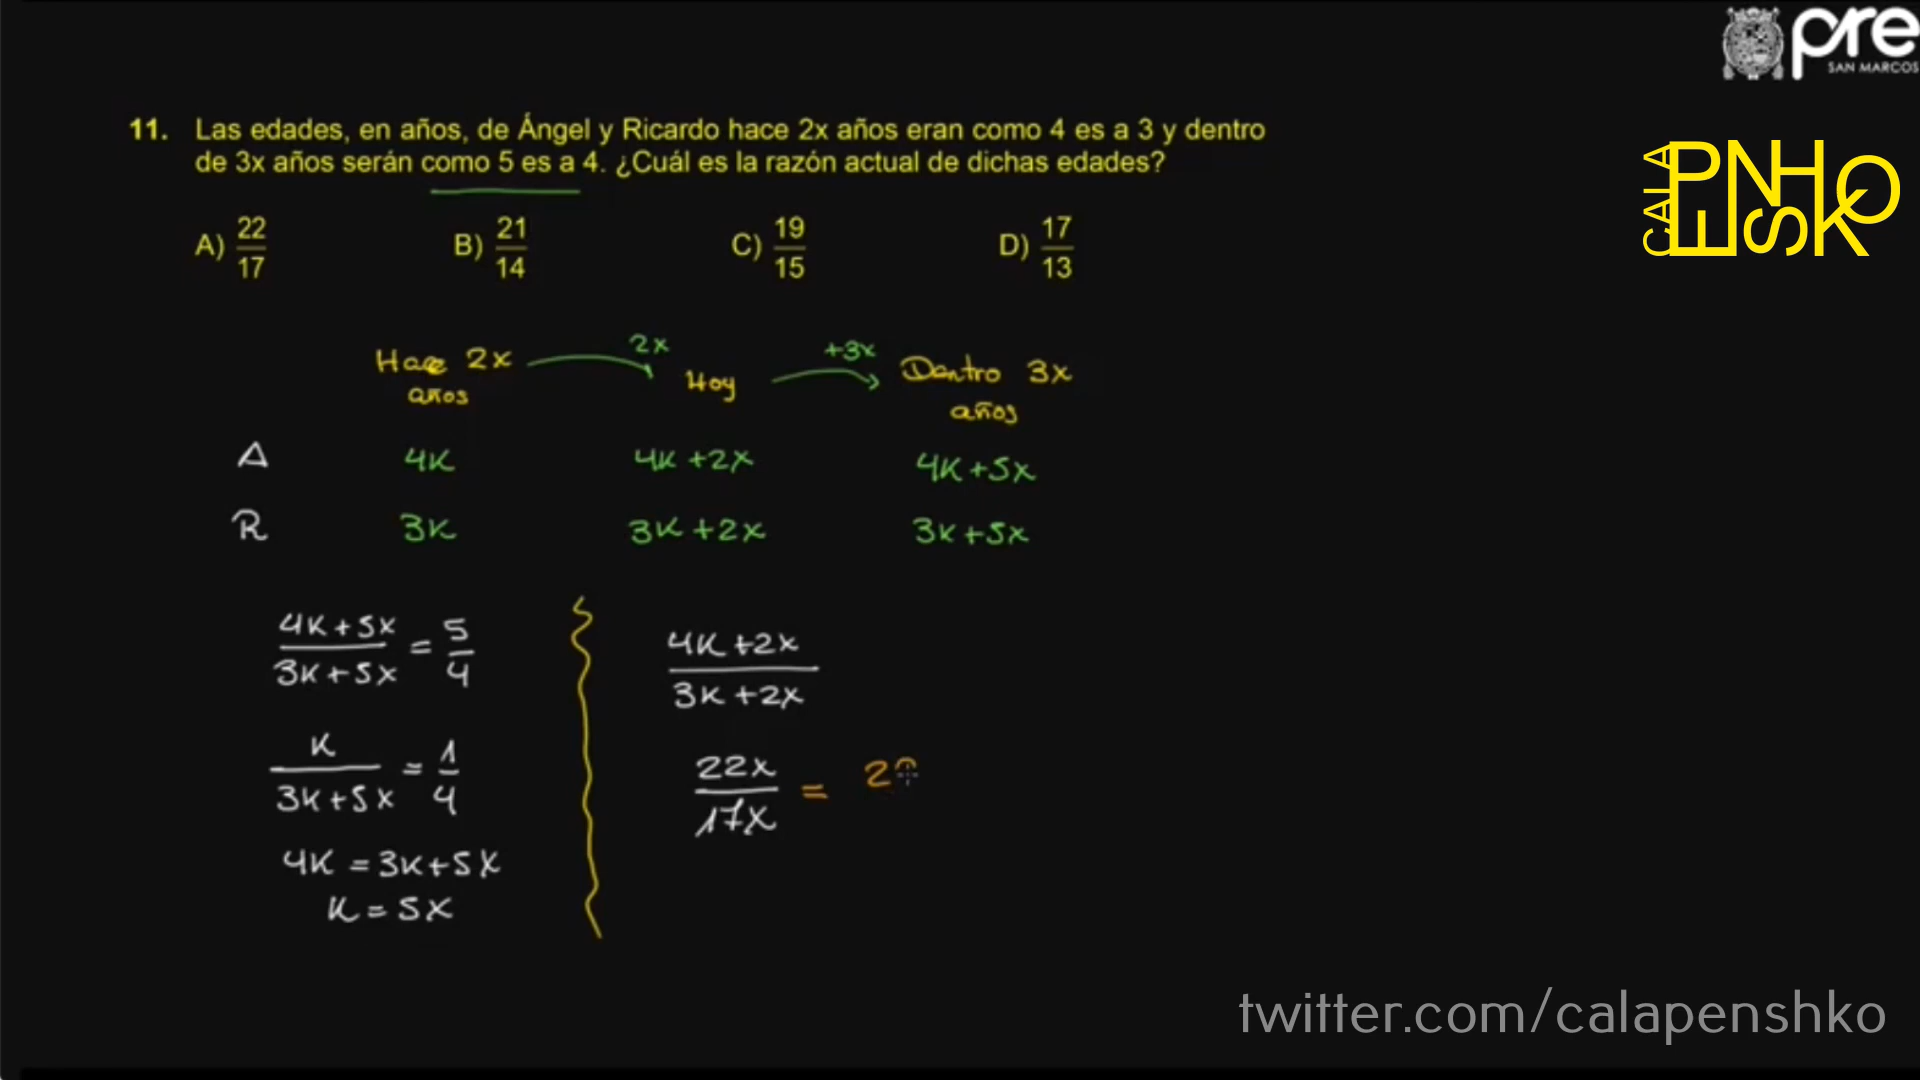 pre
SAN MARCOS
11. Las edades, en años, de Ángel y Ricardo hace 2x años eran como 4 es a 3 y dentro
de 3x años serán como 5 es a 4. ¿Cuál es la razón actual de dichas edades?
CALA PENSHKO
A) 22/17 B) 21/14 C) 19/15 D) 17/13
Hace 2x años 2x Hoy +3x Dentro 3x años
A 4K 4K+2x 4K+5x
R 3K 3K+2x 3K+5x
4K+5x / 3K+5x = 5/4
K / 3K+5x = 1/4
4K = 3K+5x
K = 5x
4K+2x / 3K+2x
22x / 17x = 2
twitter.com/calapenshko